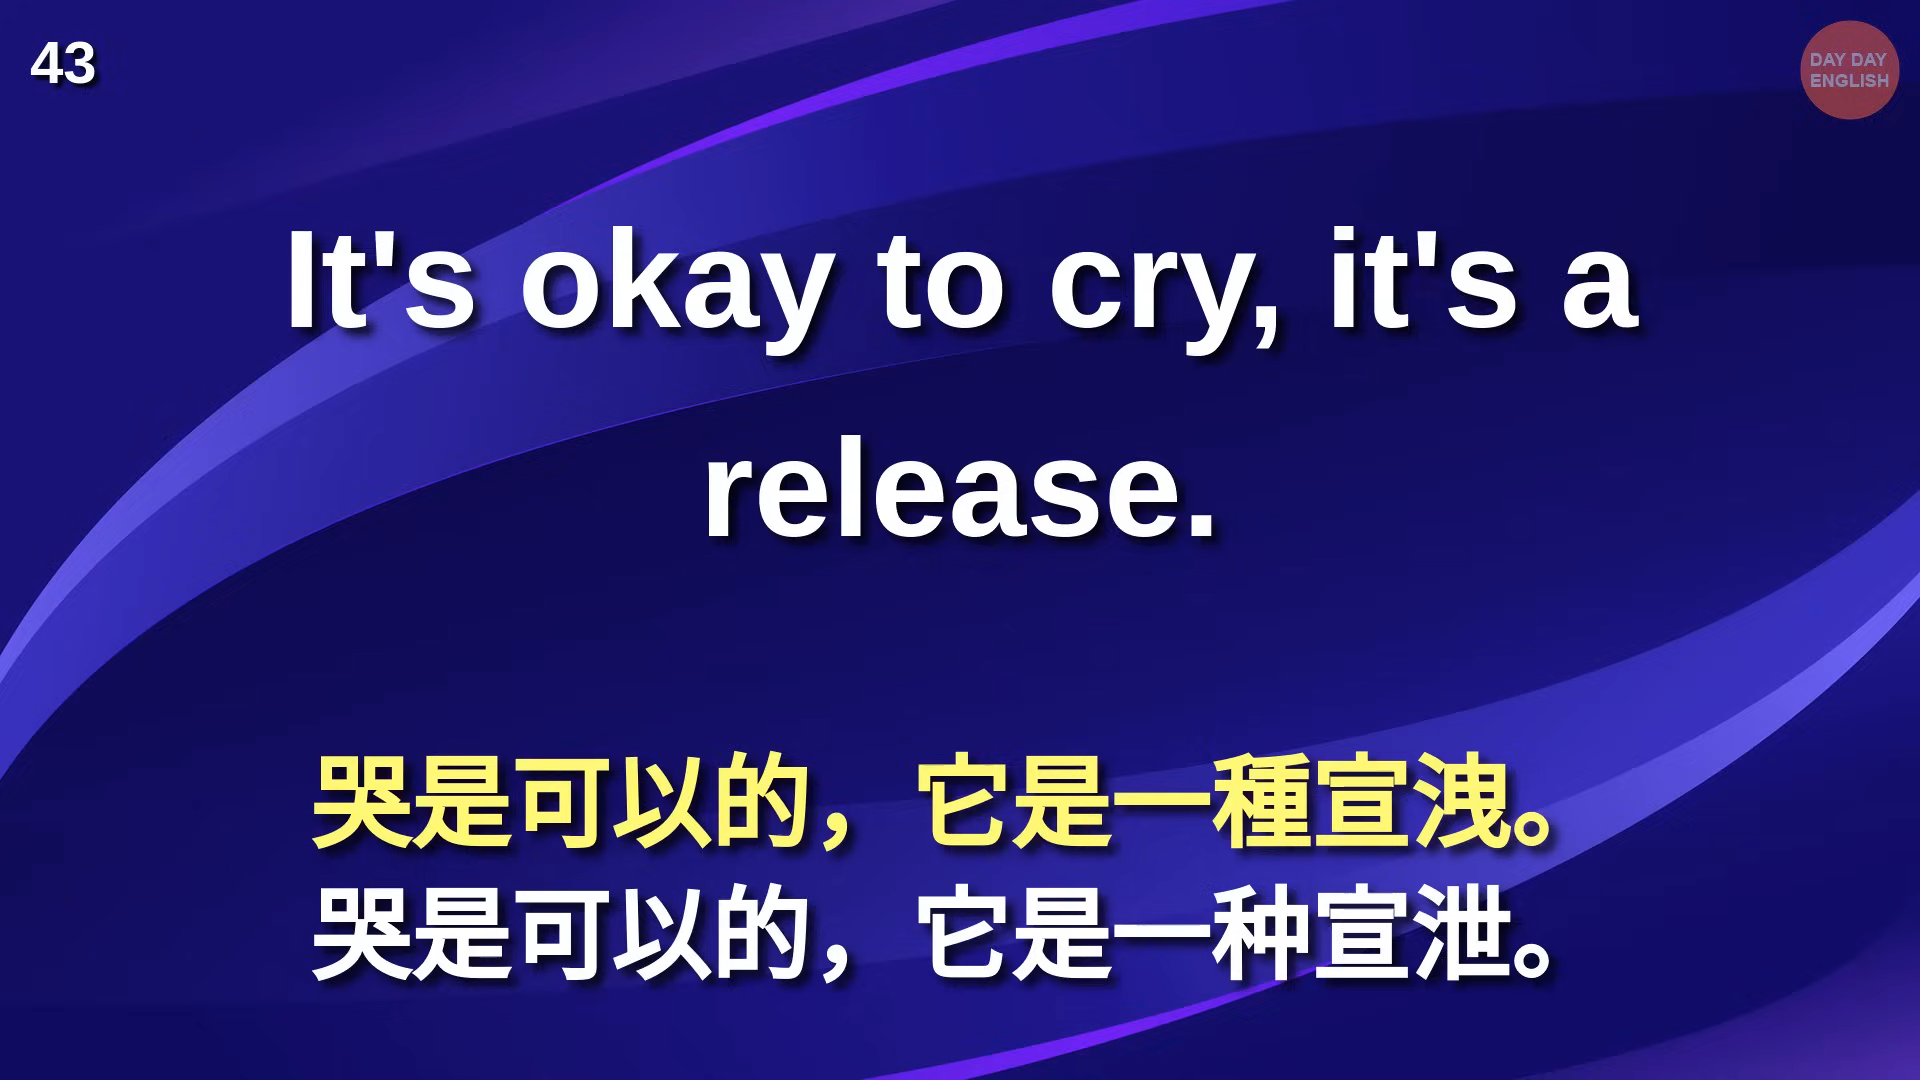 43
DAY DAY
ENGLISH
It's okay to cry, it's a
release.
哭是可以的，它是一種宣洩。
哭是可以的，它是一种宣泄。